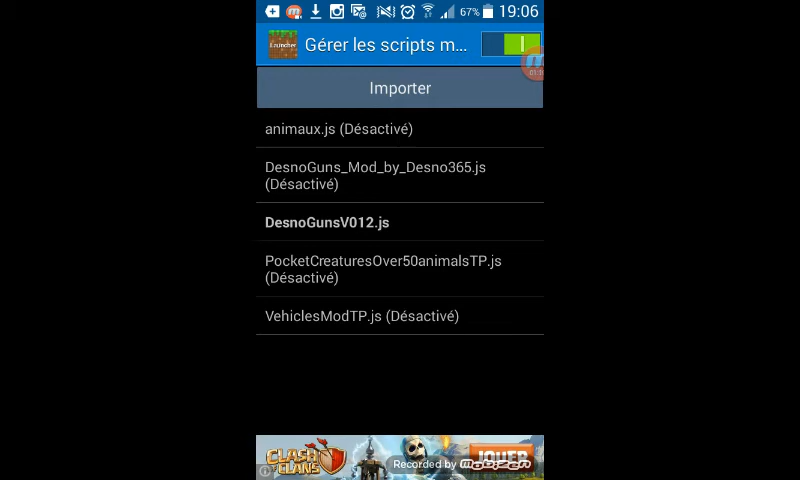 67% 19:06
Launcher
Gérer les scripts m...
Importer
animaux.js (Désactivé)
DesnoGuns_Mod_by_Desno365.js
(Désactivé)
DesnoGunsV012.js
PocketCreaturesOver50animalsTP.js
(Désactivé)
VehiclesModTP.js (Désactivé)
CLASH OF CLANS
JOUER
Recorded by mobizen